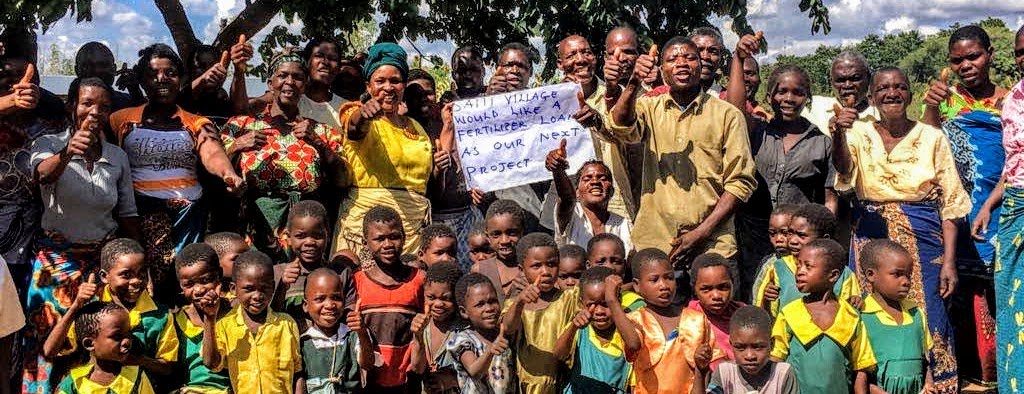 SAITI VILLAGE
WOULD LIKE A
FERTILIZER LOAN
AS OUR NEXT
PROJECT